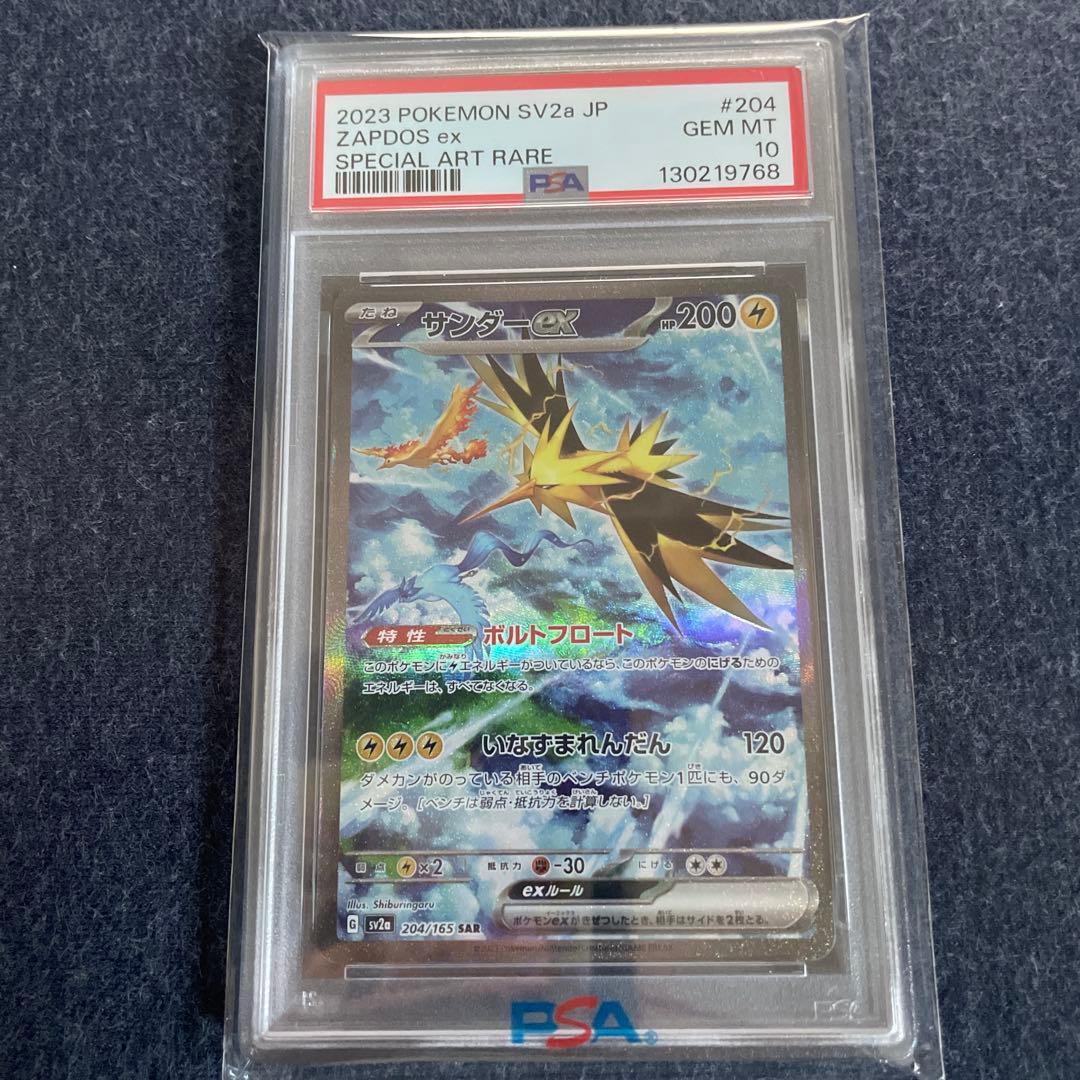 2023 POKEMON SV2a JP #204
ZAPDOS ex GEM MT
SPECIAL ART RARE 10
PSA 130219768
たね サンダーex HP200
特性 ボルトフロート
このポケモンにエネルギーがついているなら、このポケモンのにげるための
エネルギーは、すべてなくなる。
いなずまれんだん 120
ダメカンがのっている相手のベンチポケモン1匹にも、90ダ
メージ。[ベンチは弱点・抵抗力を計算しない。]
弱点 ×2 抵抗力 -30 にげる
exルール
ポケモンexがきぜつしたとき、相手はサイドを2枚とる。
Illus. Shiburingaru
G sv2a 204/165 SAR
PSA